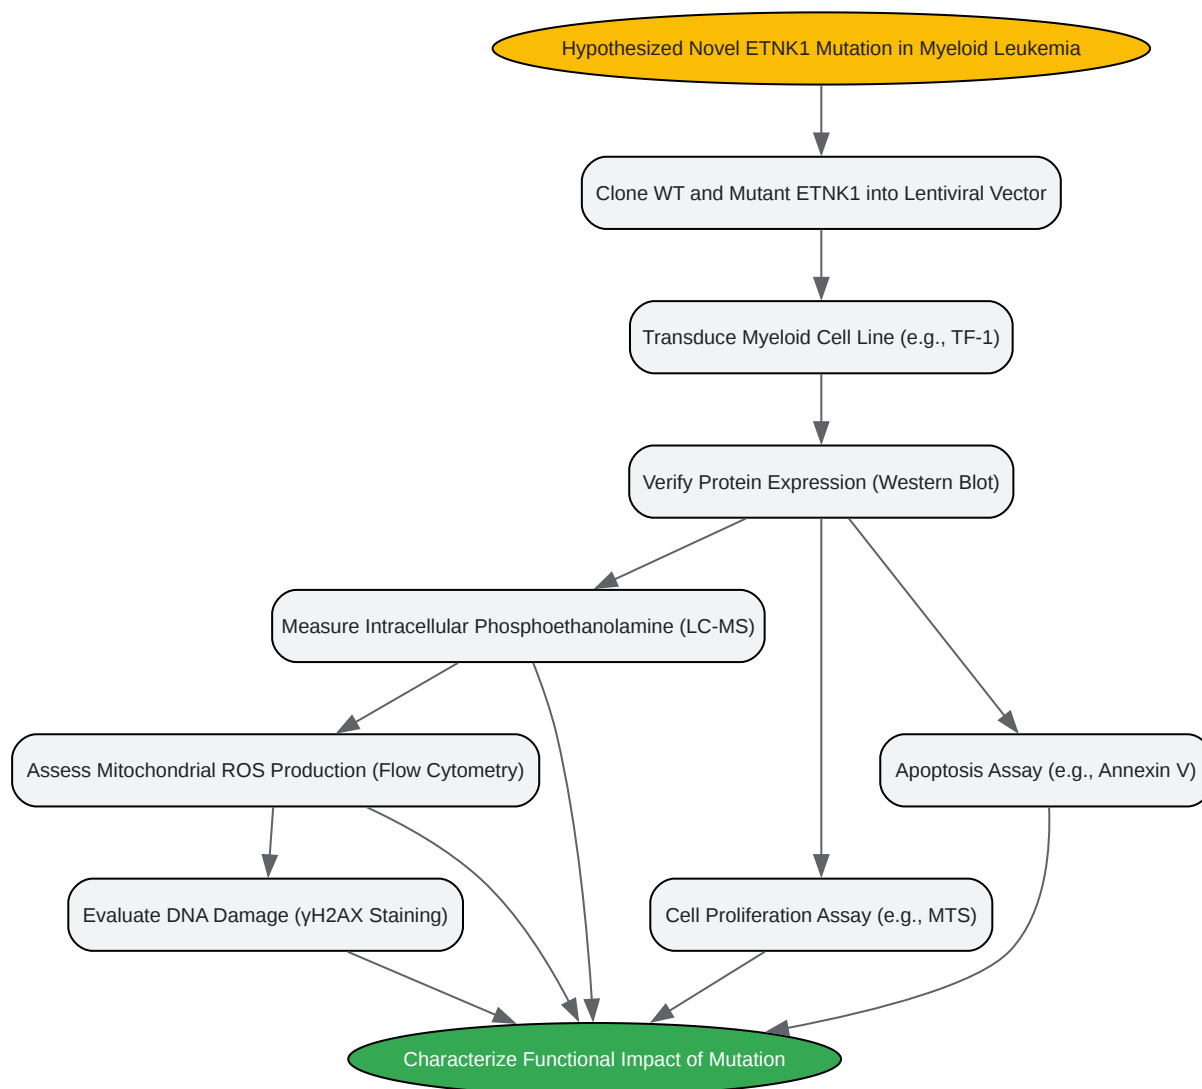 Hypothesized Novel ETNK1 Mutation in Myeloid Leukemia
Clone WT and Mutant ETNK1 into Lentiviral Vector
Transduce Myeloid Cell Line (e.g., TF-1)
Verify Protein Expression (Western Blot)
Measure Intracellular Phosphoethanolamine (LC-MS)
Assess Mitochondrial ROS Production (Flow Cytometry)
Apoptosis Assay (e.g., Annexin V)
Evaluate DNA Damage (γH2AX Staining)
Cell Proliferation Assay (e.g., MTS)
Characterize Functional Impact of Mutation